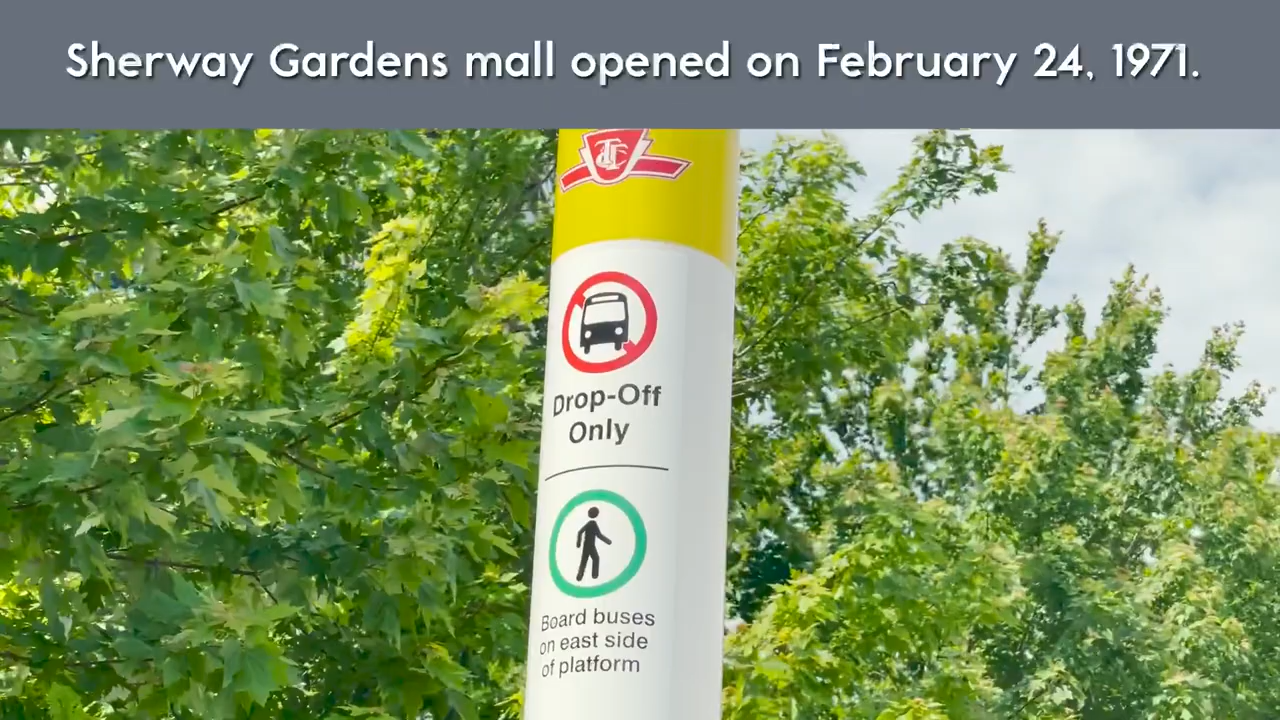 Sherway Gardens mall opened on February 24, 1971.
TTC
Drop-Off
Only
Board buses
on east side
of platform